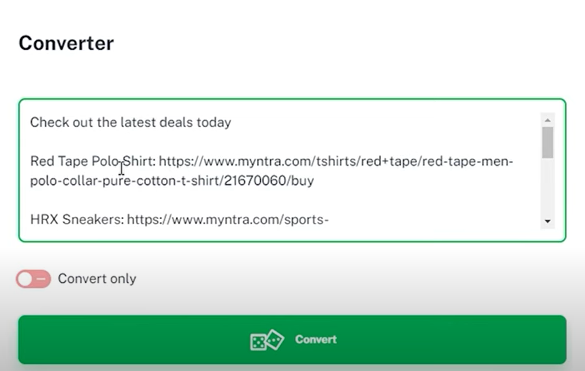 Converter
Check out the latest deals today
Red Tape Polo Shirt: https://www.myntra.com/tshirts/red+tape/red-tape-men-
polo-collar-pure-cotton-t-shirt/21670060/buy
HRX Sneakers: https://www.myntra.com/sports-
Convert only
Convert